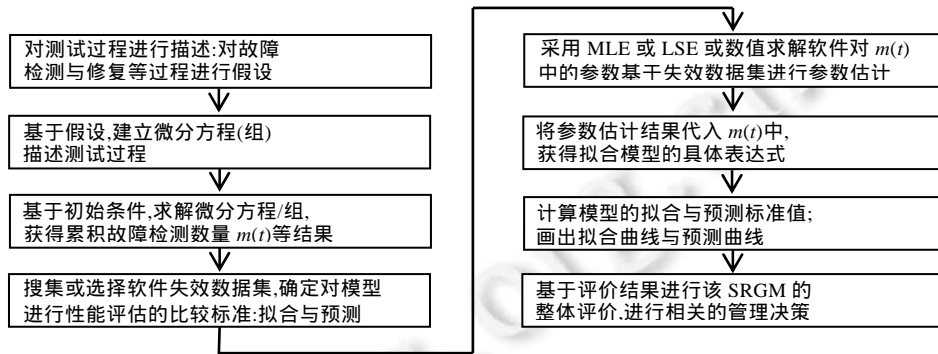 对测试过程进行描述:对故障
检测与修复等过程进行假设
基于假设,建立微分方程(组)
描述测试过程
基于初始条件,求解微分方程/组,
获得累积故障检测数量 m(t)等结果
搜集或选择软件失效数据集,确定对模型
进行性能评估的比较标准:拟合与预测
采用 MLE 或 LSE 或数值求解软件对 m(t)
中的参数基于失效数据集进行参数估计
将参数估计结果代入 m(t)中,
获得拟合模型的具体表达式
计算模型的拟合与预测标准值;
画出拟合曲线与预测曲线
基于评价结果进行该 SRGM 的
整体评价,进行相关的管理决策